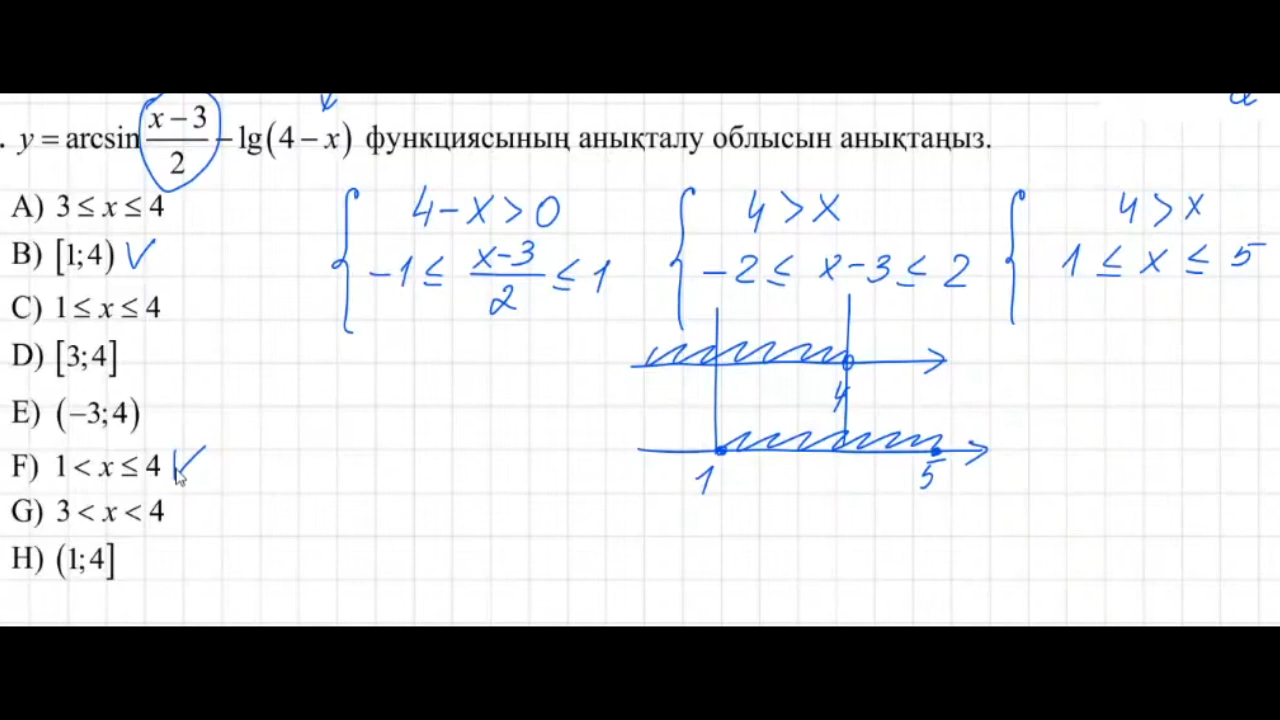 . y = arcsin (x − 3)/2 − lg(4 − x) функциясының анықталу облысын анықтаңыз.
A) 3 ≤ x ≤ 4
B) [1;4) ✓
C) 1 ≤ x ≤ 4
D) [3;4]
E) (−3;4)
F) 1 < x ≤ 4 ✓
G) 3 < x < 4
H) (1;4]
4 − x > 0
−1 ≤ (x−3)/2 ≤ 1
4 > x
−2 ≤ x − 3 ≤ 2
4 > x
1 ≤ x ≤ 5
4
1 5